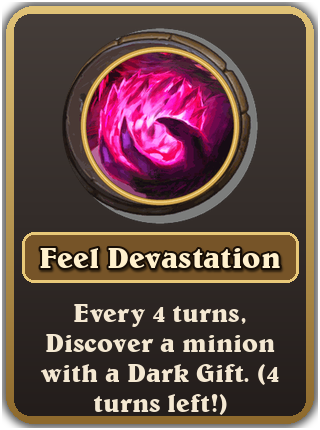 Feel Devastation
Every 4 turns,
Discover a minion
with a Dark Gift. (4
turns left!)